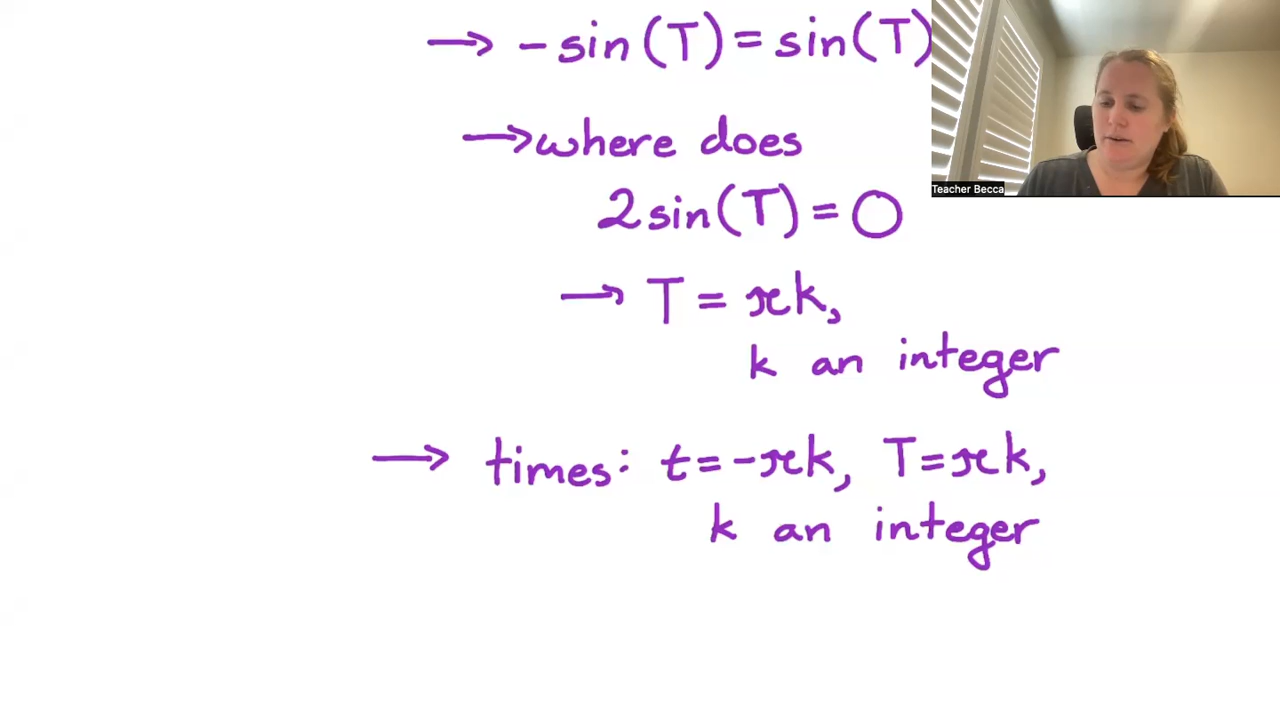 → -sin(T) = sin(T)
→ where does
2sin(T) = 0
→ T = πk,
k an integer
→ times: t = -πk, T = πk,
k an integer
Teacher Becca